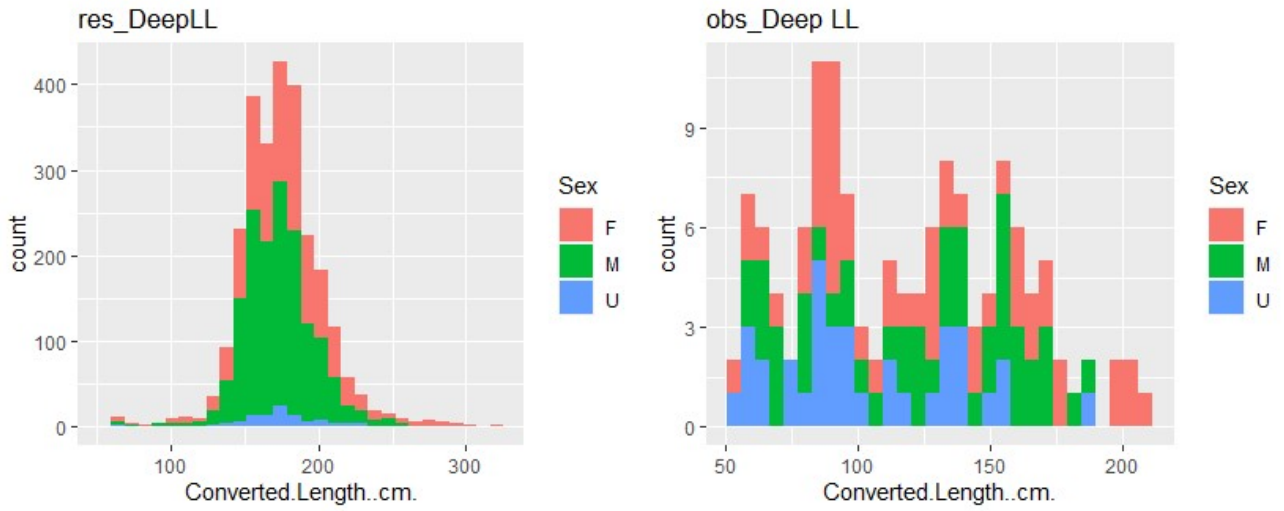 res_DeepLL
400
300
200
100
0
count
100 200 300
Converted.Length..cm.
Sex
F
M
U
obs_Deep LL
9
6
3
0
count
50 100 150 200
Converted.Length..cm.
Sex
F
M
U